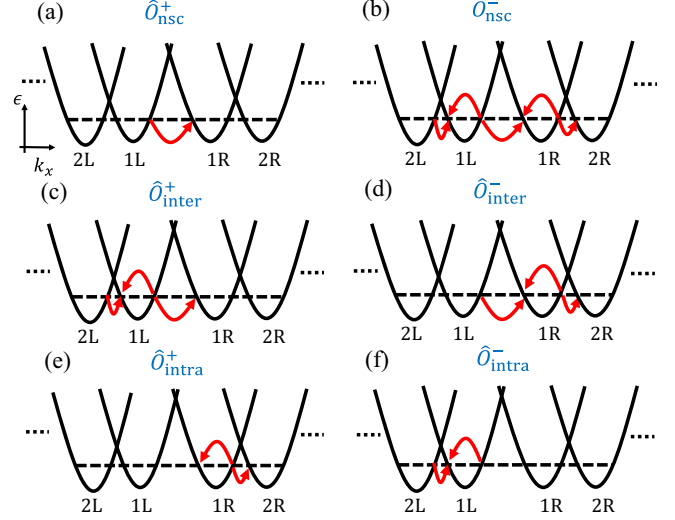 (a) Ô⁺nsc
(b) O⁻nsc
ϵ
kₓ
2L 1L 1R 2R
2L 1L 1R 2R
(c) Ô⁺inter
(d) Ô⁻inter
2L 1L 1R 2R
2L 1L 1R 2R
(e) Ô⁺intra
(f) Ô⁻intra
2L 1L 1R 2R
2L 1L 1R 2R